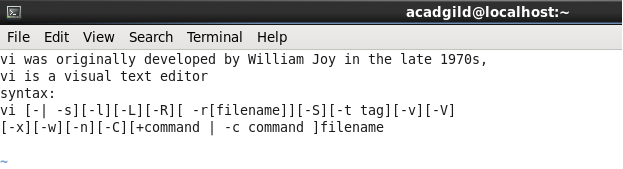 acadgild@localhost:~
File Edit View Search Terminal Help
vi was originally developed by William Joy in the late 1970s,
vi is a visual text editor
syntax:
vi [-| -s][-l][-L][-R][ -r[filename]][-S][-t tag][-v][-V]
[-x][-w][-n][-C][+command | -c command ]filename
~